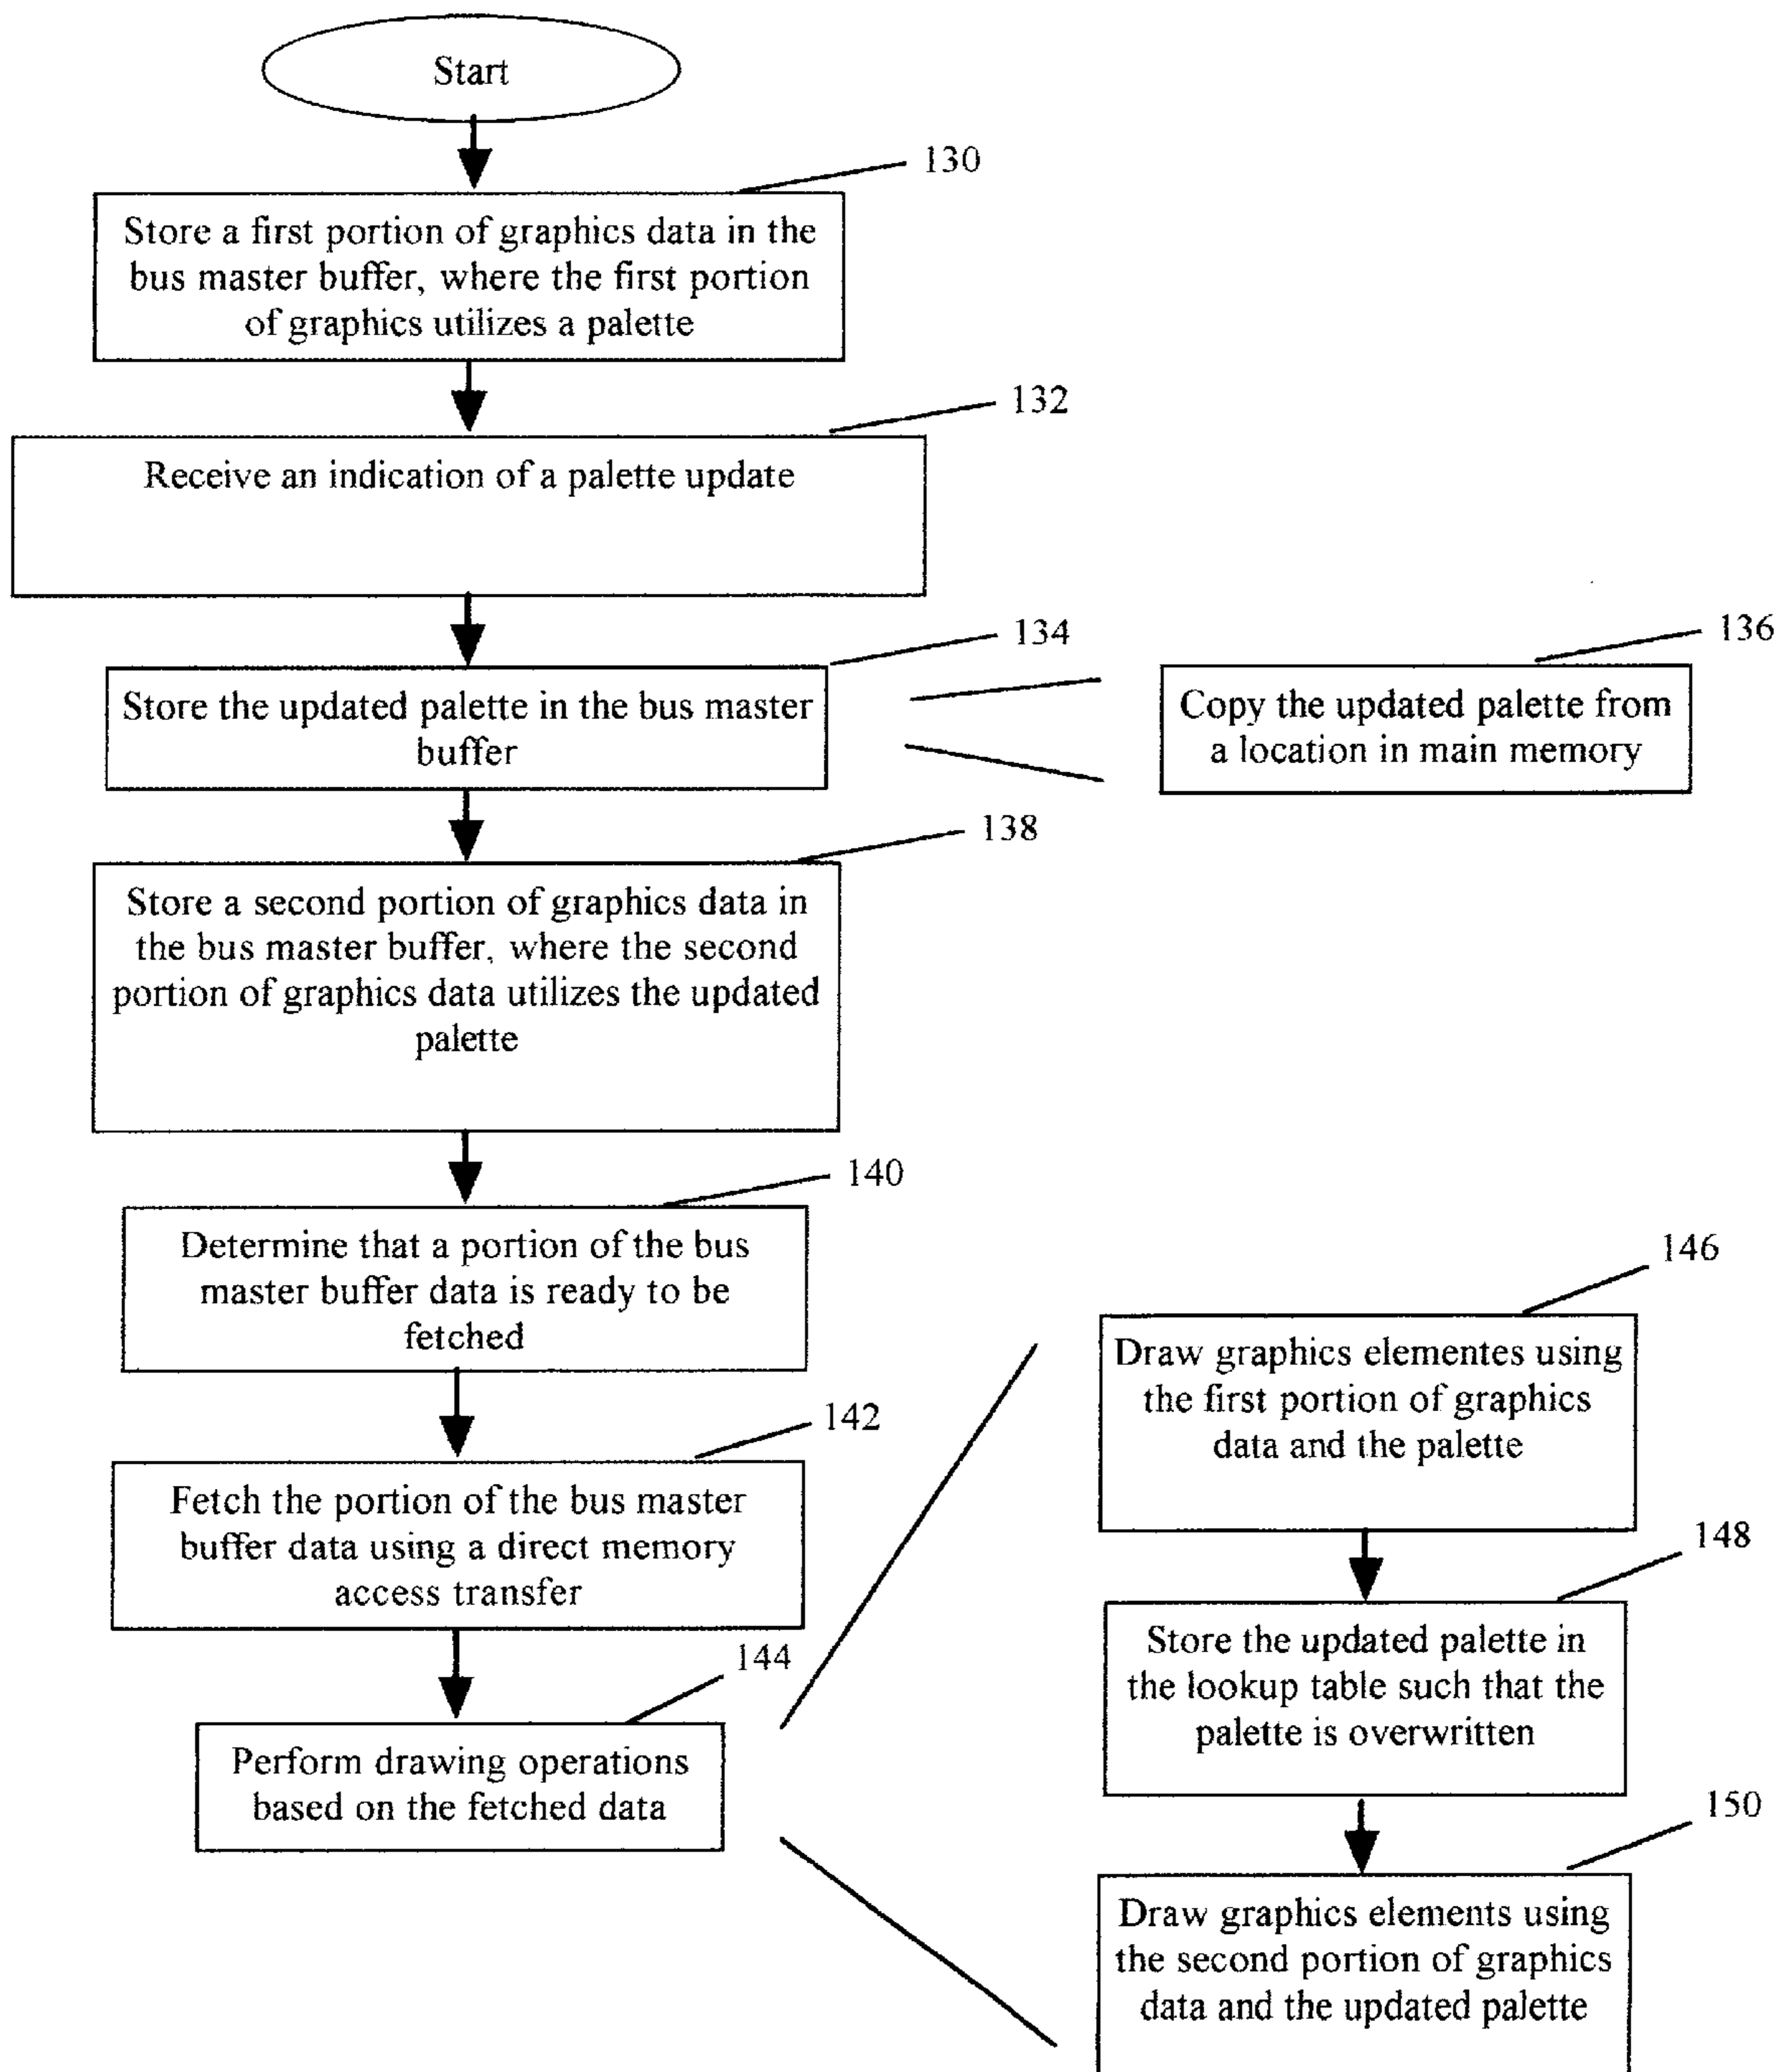 Start
130
Store a first portion of graphics data in the
bus master buffer, where the first portion
of graphics utilizes a palette
132
Receive an indication of a palette update
134
Store the updated palette in the bus master
buffer
136
Copy the updated palette from
a location in main memory
138
Store a second portion of graphics data in
the bus master buffer, where the second
portion of graphics data utilizes the updated
palette
140
Determine that a portion of the bus
master buffer data is ready to be
fetched
142
Fetch the portion of the bus master
buffer data using a direct memory
access transfer
144
Perform drawing operations
based on the fetched data
146
Draw graphics elementes using
the first portion of graphics
data and the palette
148
Store the updated palette in
the lookup table such that the
palette is overwritten
150
Draw graphics elements using
the second portion of graphics
data and the updated palette